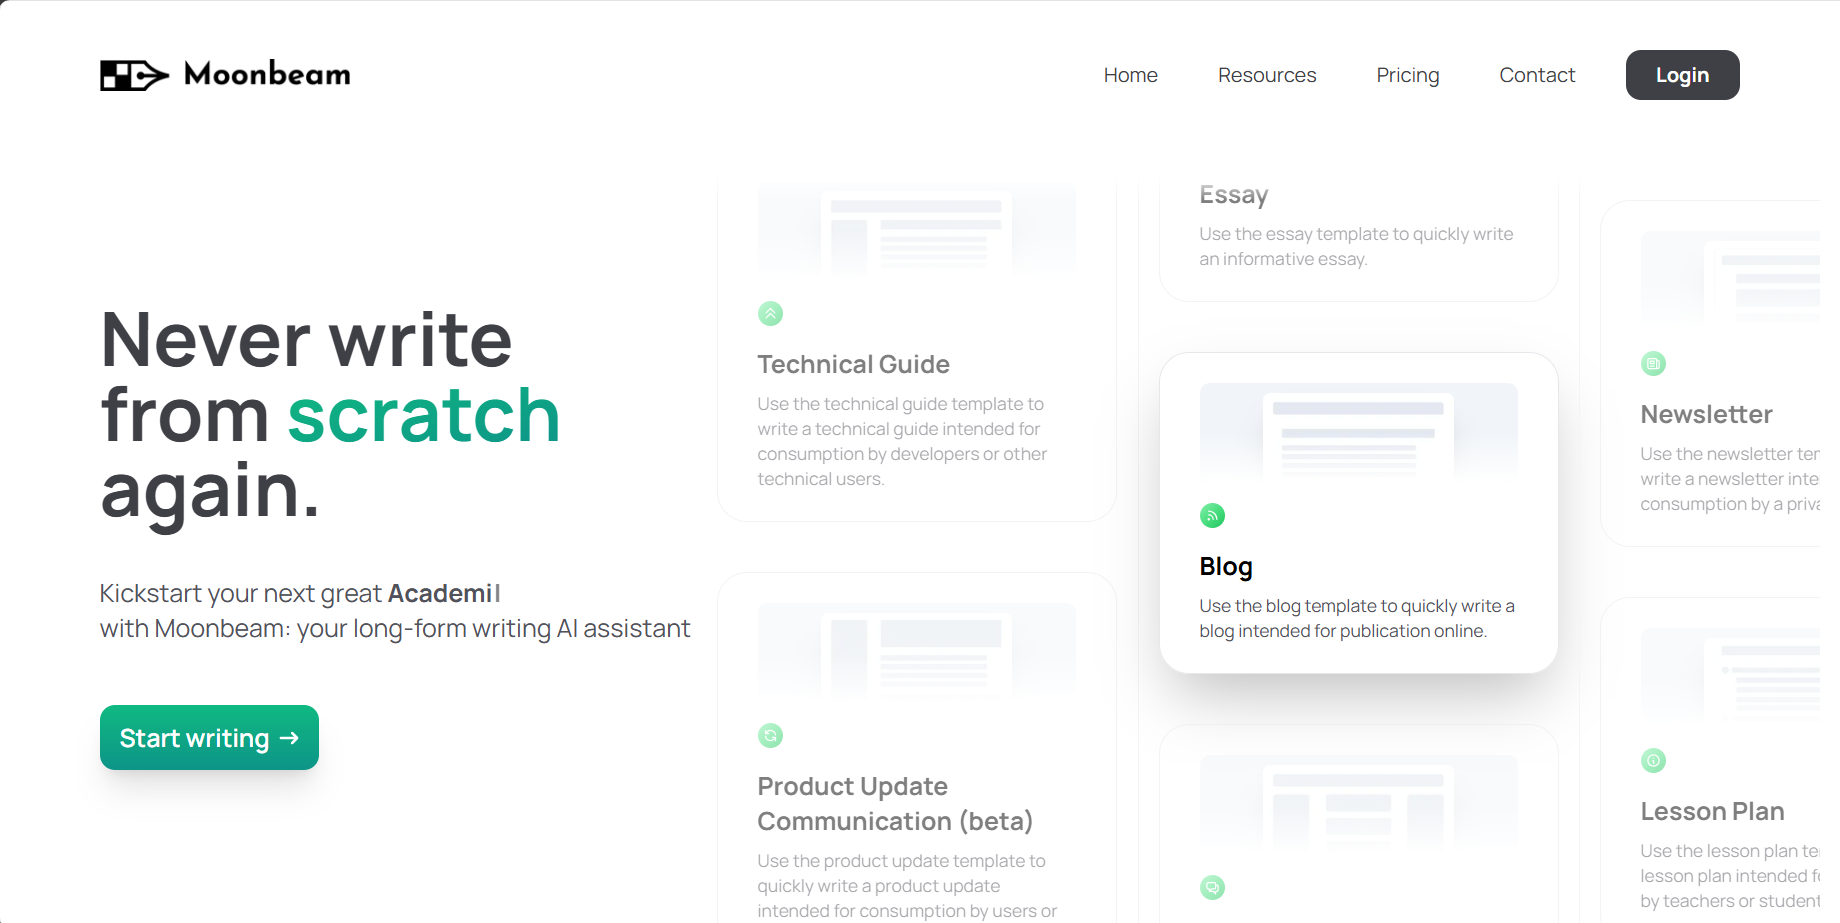 Moonbeam
Home
Resources
Pricing
Contact
Login
Never write
from scratch
again.
Kickstart your next great Academi
with Moonbeam: your long-form writing AI assistant
Start writing →
Technical Guide
Use the technical guide template to
write a technical guide intended for
consumption by developers or other
technical users.
Product Update
Communication (beta)
Use the product update template to
quickly write a product update
intended for consumption by users or
Essay
Use the essay template to quickly write
an informative essay.
Blog
Use the blog template to quickly write a
blog intended for publication online.
Newsletter
Use the newsletter
write a newsletter
consumption by a
Lesson Plan
Use the lesson plan
lesson plan intended
by teachers or